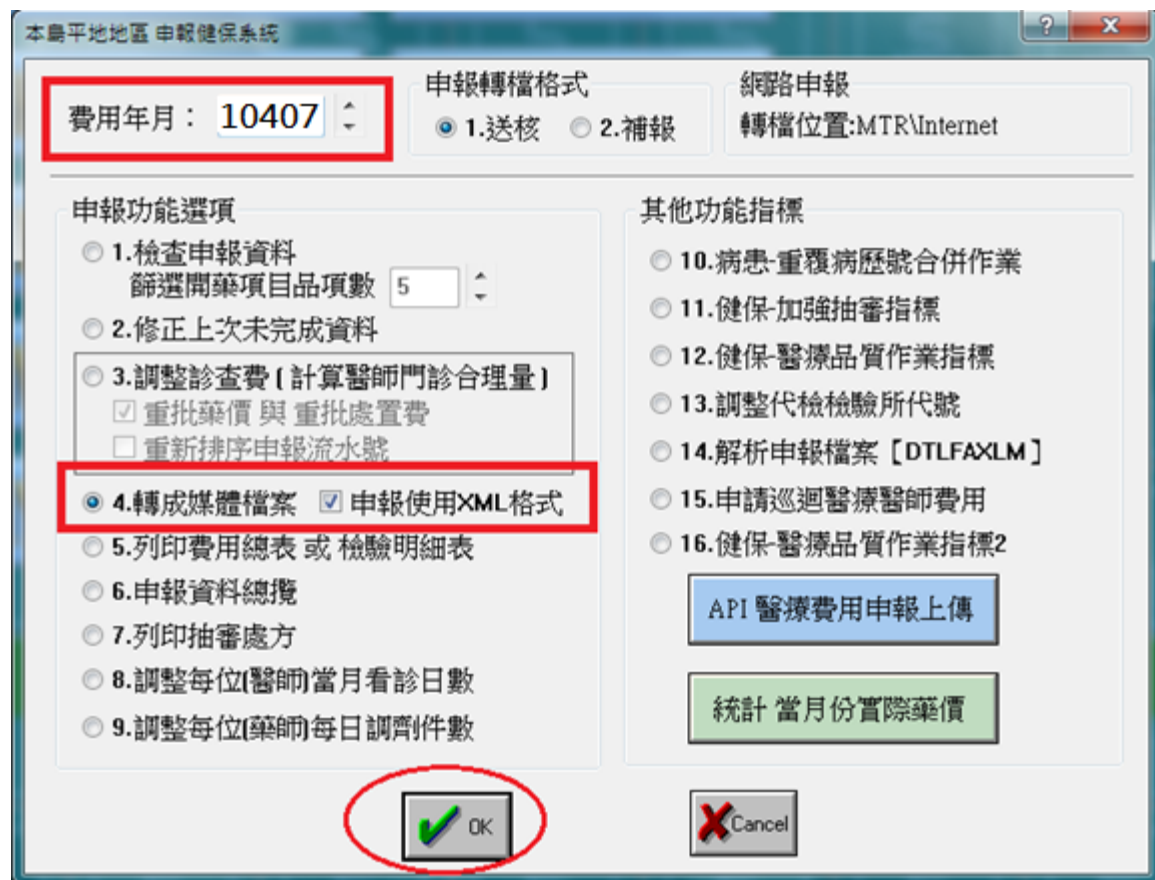 本島平地地區 申報健保系統
費用年月： 10407
申報轉檔格式
1.送核 2.補報
網路申報
轉檔位置:MTR\Internet
申報功能選項
1.檢查申報資料
篩選開藥項目品項數 5
2.修正上次未完成資料
3.調整診查費 ( 計算醫師門診合理量 )
重批藥價 與 重批處置費
重新排序申報流水號
4.轉成媒體檔案 申報使用XML格式
5.列印費用總表 或 檢驗明細表
6.申報資料總攬
7.列印抽審處方
8.調整每位(醫師)當月看診日數
9.調整每位(藥師)每日調劑件數
其他功能指標
10.病患-重覆病歷號合併作業
11.健保-加強抽審指標
12.健保-醫療品質作業指標
13.調整代檢檢驗所代號
14.解析申報檔案 [DTLFAXLM]
15.申請巡迴醫療醫師費用
16.健保-醫療品質作業指標2
API 醫療費用申報上傳
統計 當月份實際藥價
OK
Cancel